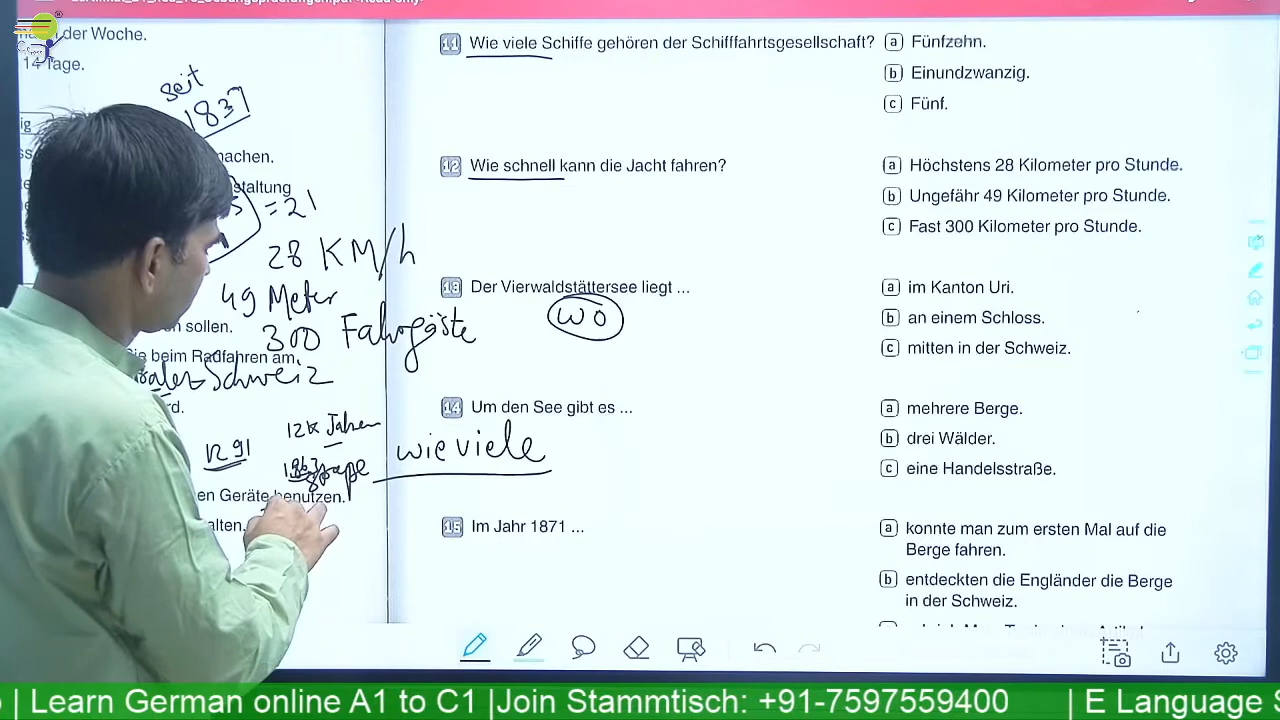 der Woche.
14 Tage.
seit
1837
machen.
staltung
= 21
28 KM/h
49 Meter
300 Fahrgäste
sollen.
Sie beim Radfahren am
Schweiz
rd.
12x Jahren
1291
wie viele
en Geräte benutzen.
alten.
11 Wie viele Schiffe gehören der Schifffahrtsgesellschaft?
a Fünfzehn.
b Einundzwanzig.
c Fünf.
12 Wie schnell kann die Jacht fahren?
a Höchstens 28 Kilometer pro Stunde.
b Ungefähr 49 Kilometer pro Stunde.
c Fast 300 Kilometer pro Stunde.
13 Der Vierwaldstättersee liegt ...
wo
a im Kanton Uri.
b an einem Schloss.
c mitten in der Schweiz.
14 Um den See gibt es ...
a mehrere Berge.
b drei Wälder.
c eine Handelsstraße.
15 Im Jahr 1871 ...
a konnte man zum ersten Mal auf die
Berge fahren.
b entdeckten die Engländer die Berge
in der Schweiz.
| Learn German online A1 to C1 |Join Stammtisch: +91-7597559400 | E Language S